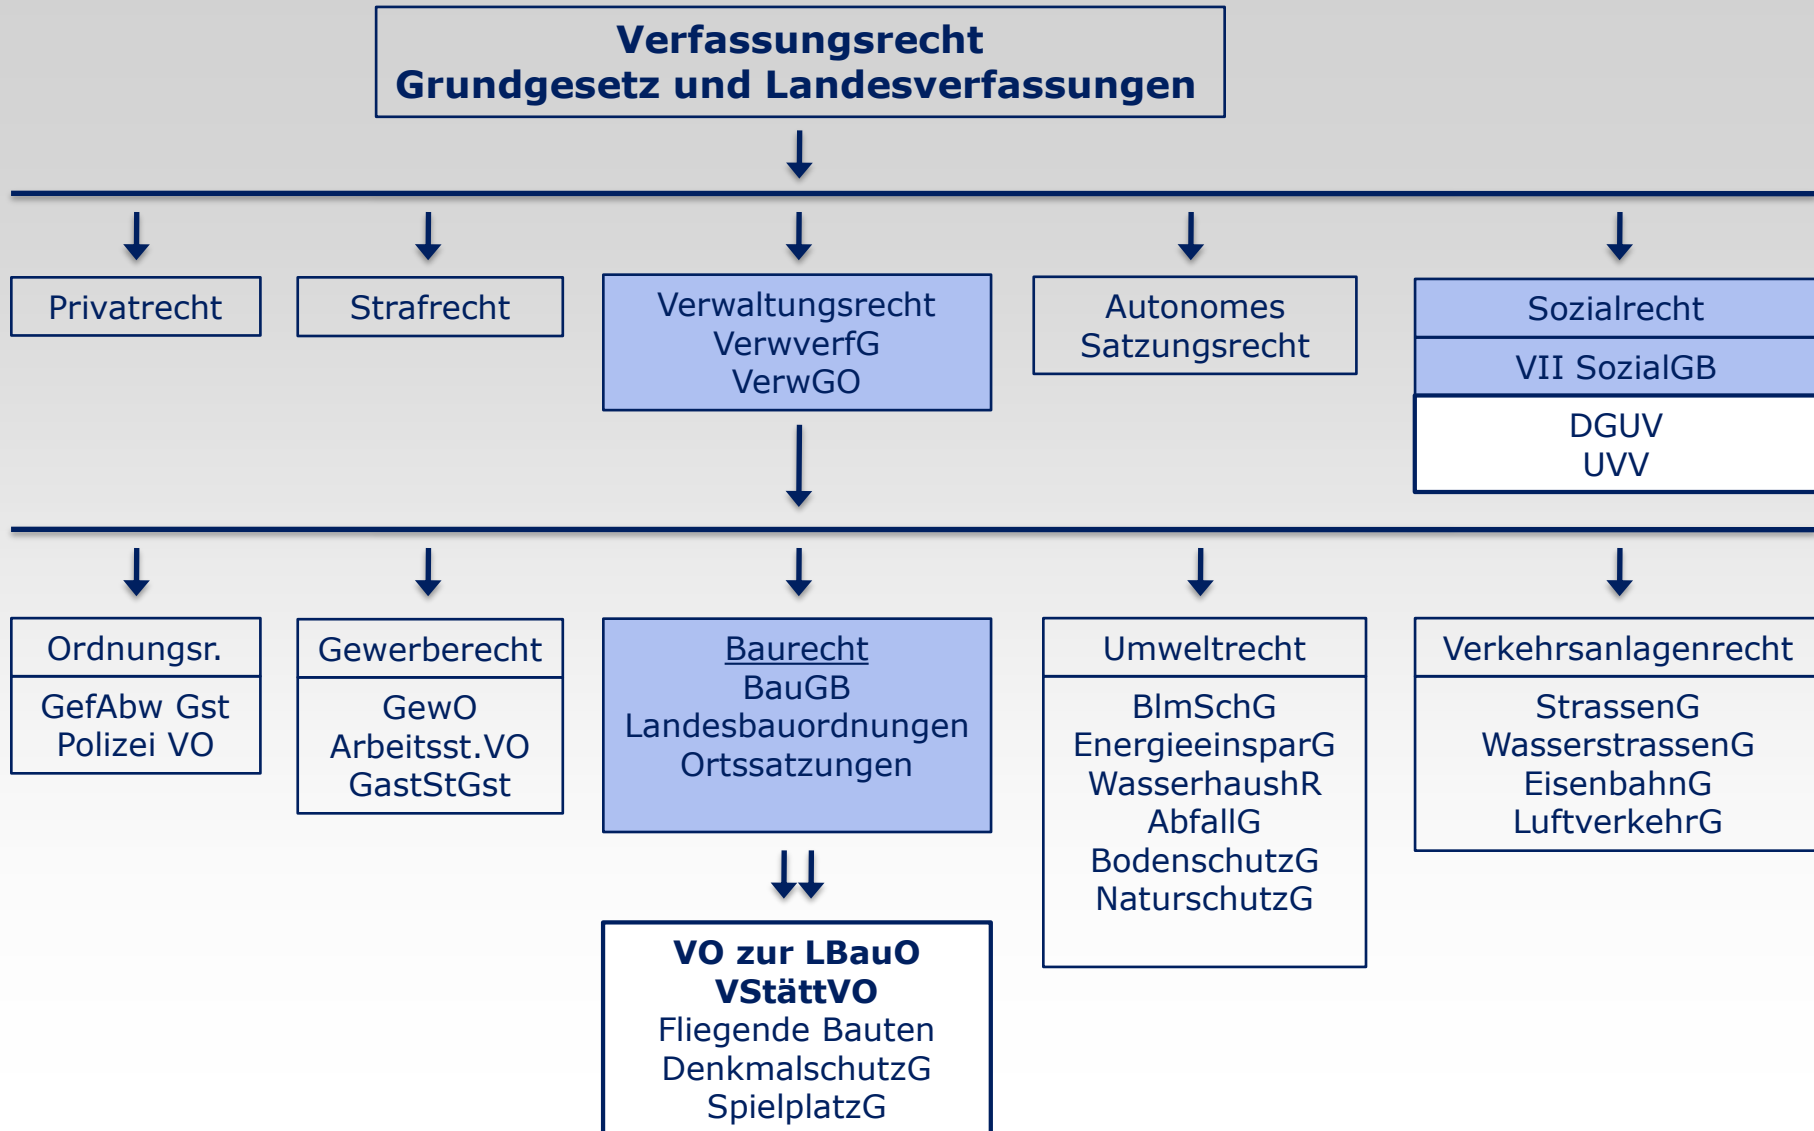 Verfassungsrecht
Grundgesetz und Landesverfassungen
Privatrecht
Strafrecht
Verwaltungsrecht
VerwverfG
VerwGO
Autonomes
Satzungsrecht
Sozialrecht
VII SozialGB
DGUV
UVV
Ordnungsr.
GefAbw Gst
Polizei VO
Gewerberecht
GewO
Arbeitsst.VO
GastStGst
Baurecht
BauGB
Landesbauordnungen
Ortssatzungen
Umweltrecht
BlmSchG
EnergieeinsparG
WasserhaushR
AbfallG
BodenschutzG
NaturschutzG
Verkehrsanlagenrecht
StrassenG
WasserstrassenG
EisenbahnG
LuftverkehrG
VO zur LBauO
VStättVO
Fliegende Bauten
DenkmalschutzG
SpielplatzG